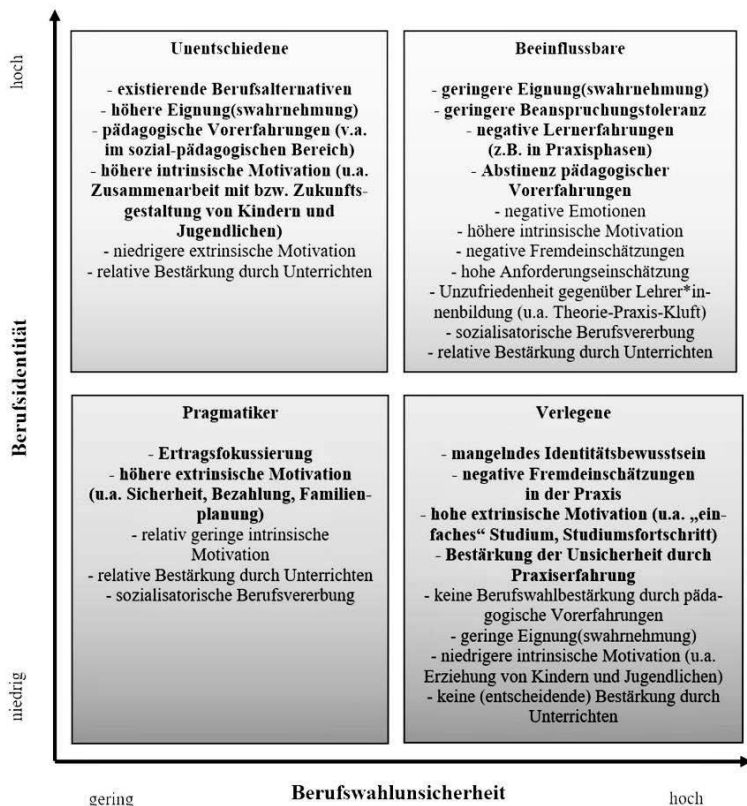 hoch
Berufsidentität
niedrig
Unentschiedene
- existierende Berufsalternativen
- höhere Eignung(swahrnehmung)
- pädagogische Vorerfahrungen (v.a.
im sozial-pädagogischen Bereich)
- höhere intrinsische Motivation (u.a.
Zusammenarbeit mit bzw. Zukunfts-
gestaltung von Kindern und
Jugendlichen)
- niedrigere extrinsische Motivation
- relative Bestärkung durch Unterrichten
Beeinflussbare
- geringere Eignung(swahrnehmung)
- geringere Beanspruchungstoleranz
- negative Lernerfahrungen
(z.B. in Praxisphasen)
- Abstinenz pädagogischer
Vorerfahrungen
- negative Emotionen
- höhere intrinsische Motivation
- negative Fremdeinschätzungen
- hohe Anforderungseinschätzung
- Unzufriedenheit gegenüber Lehrer*in-
nenbildung (u.a. Theorie-Praxis-Kluft)
- sozialisatorische Berufsvererbung
- relative Bestärkung durch Unterrichten
Pragmatiker
- Ertragsfokussierung
- höhere extrinsische Motivation
(u.a. Sicherheit, Bezahlung, Familien-
planung)
- relativ geringe intrinsische
Motivation
- relative Bestärkung durch Unterrichten
- sozialisatorische Berufsvererbung
Verlegene
- mangelndes Identitätsbewusstsein
- negative Fremdeinschätzungen
in der Praxis
- hohe extrinsische Motivation (u.a. „ein-
faches“ Studium, Studiumsfortschritt)
- Bestärkung der Unsicherheit durch
Praxiserfahrung
- keine Berufswahlbestärkung durch päda-
gogische Vorerfahrungen
- geringe Eignung(swahrnehmung)
- niedrigere intrinsische Motivation (u.a.
Erziehung von Kindern und Jugendlichen)
- keine (entscheidende) Bestärkung durch
Unterrichten
gering
Berufswahlunsicherheit
hoch